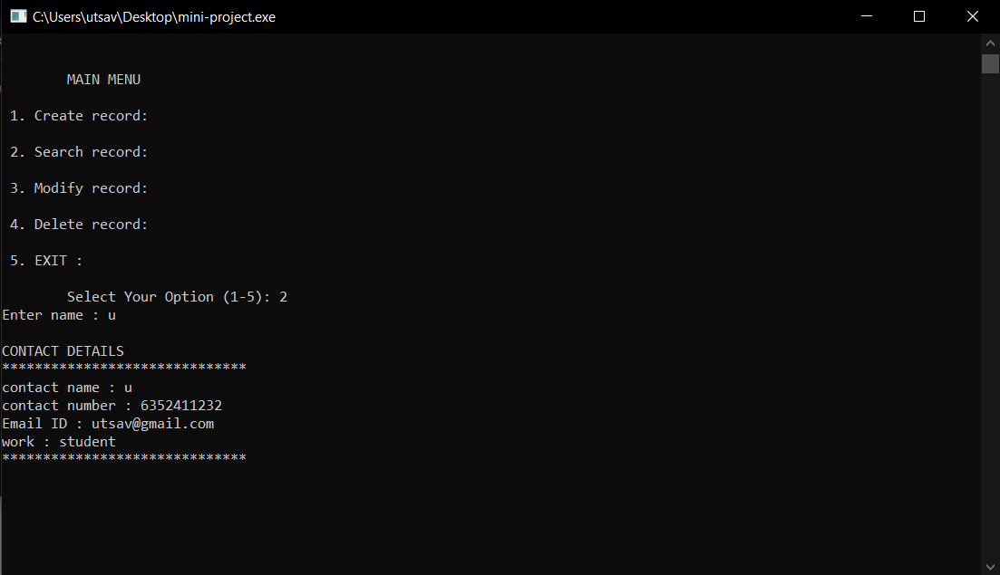 C:\Users\utsav\Desktop\mini-project.exe
MAIN MENU
1. Create record:
2. Search record:
3. Modify record:
4. Delete record:
5. EXIT :
Select Your Option (1-5): 2
Enter name : u
CONTACT DETAILS
******************************
contact name : u
contact number : 6352411232
Email ID : utsav@gmail.com
work : student
******************************